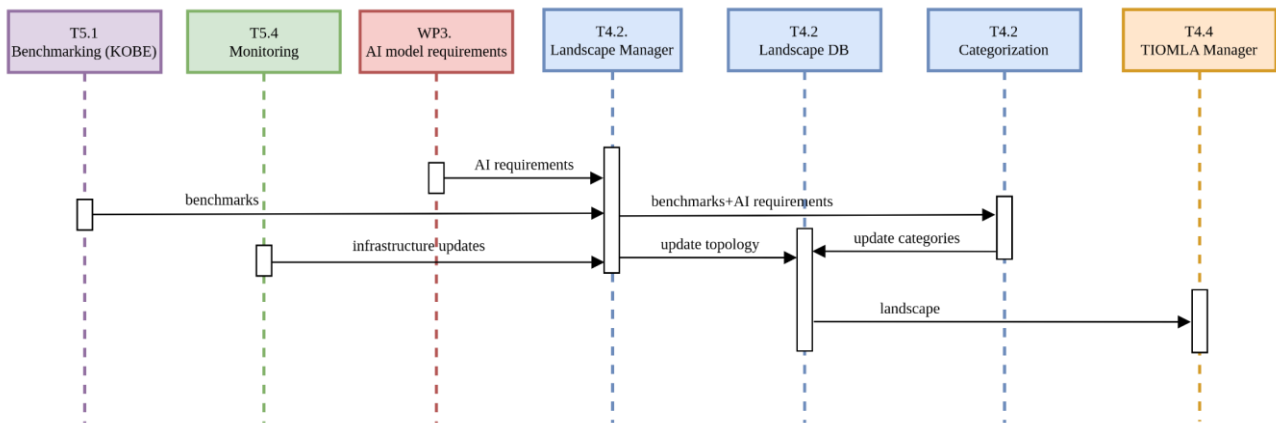 T5.1
Benchmarking (KOBE)
T5.4
Monitoring
WP3.
AI model requirements
T4.2.
Landscape Manager
T4.2
Landscape DB
T4.2
Categorization
T4.4
TIOMLA Manager
AI requirements
benchmarks
benchmarks+AI requirements
infrastructure updates
update topology
update categories
landscape